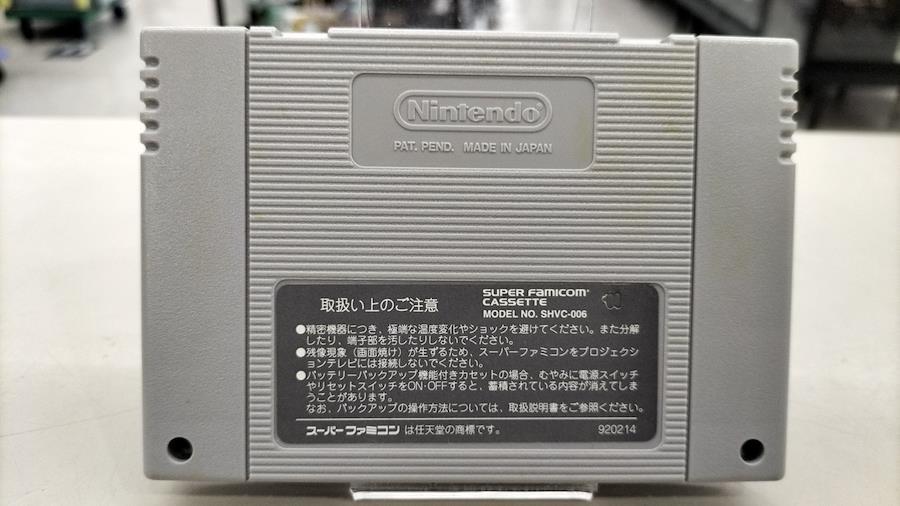 Nintendo®
PAT. PEND. MADE IN JAPAN
取扱い上のご注意
SUPER FAMICOM®
CASSETTE
MODEL NO. SHVC-006
●精密機器につき、極端な温度変化やショックを避けてください。また分解
したり、端子部を汚したりしないでください。
●残像現象（画面焼け）が生ずるため、スーパーファミコンをプロジェクシ
ョンテレビには接続しないでください。
●バッテリーバックアップ機能付きカセットの場合、むやみに電源スイッチ
やリセットスイッチをON・OFFすると、蓄積されている内容が消えてしま
うことがあります。
なお、バックアップの操作方法については、取扱説明書をご参照ください。
スーパーファミコン は任天堂の商標です。 920214